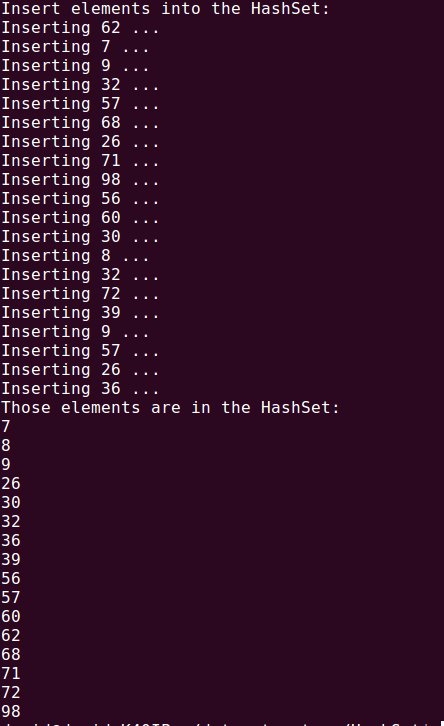 Insert elements into the HashSet:
Inserting 62 ...
Inserting 7 ...
Inserting 9 ...
Inserting 32 ...
Inserting 57 ...
Inserting 68 ...
Inserting 26 ...
Inserting 71 ...
Inserting 98 ...
Inserting 56 ...
Inserting 60 ...
Inserting 30 ...
Inserting 8 ...
Inserting 32 ...
Inserting 72 ...
Inserting 39 ...
Inserting 9 ...
Inserting 57 ...
Inserting 26 ...
Inserting 36 ...
Those elements are in the HashSet:
7
8
9
26
30
32
36
39
56
57
60
62
68
71
72
98